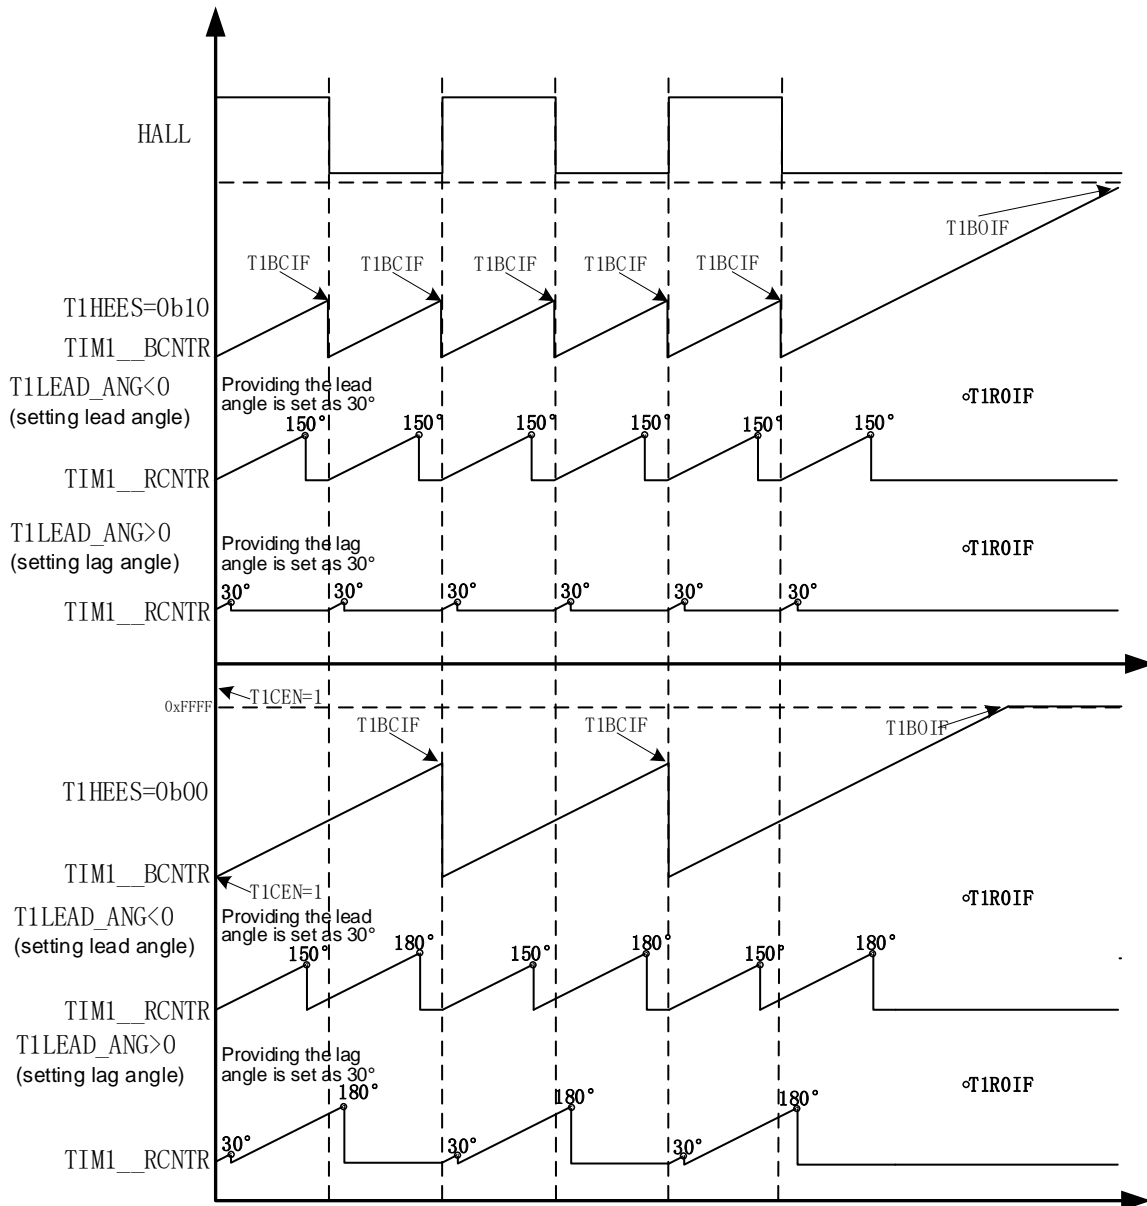 HALL
T1BOIF
T1BCIF T1BCIF T1BCIF T1BCIF T1BCIF
T1HEES=0b10
TIM1__BCNTR
T1LEAD_ANG<0
(setting lead angle)
Providing the lead
angle is set as 30°
°T1ROIF
150° 150° 150° 150° 150° 150°
TIM1__RCNTR
T1LEAD_ANG>0
(setting lag angle)
Providing the lag
angle is set as 30°
°T1ROIF
30° 30° 30° 30° 30° 30°
TIM1__RCNTR
T1CEN=1
0xFFFF
T1BCIF T1BCIF T1BOIF
T1HEES=0b00
TIM1__BCNTR
T1CEN=1
T1LEAD_ANG<0
(setting lead angle)
Providing the lead
angle is set as 30°
°T1ROIF
150° 180° 150° 180° 150° 180°
TIM1__RCNTR
T1LEAD_ANG>0
(setting lag angle)
Providing the lag
angle is set as 30°
°T1ROIF
30° 180° 30° 180° 30° 180°
TIM1__RCNTR